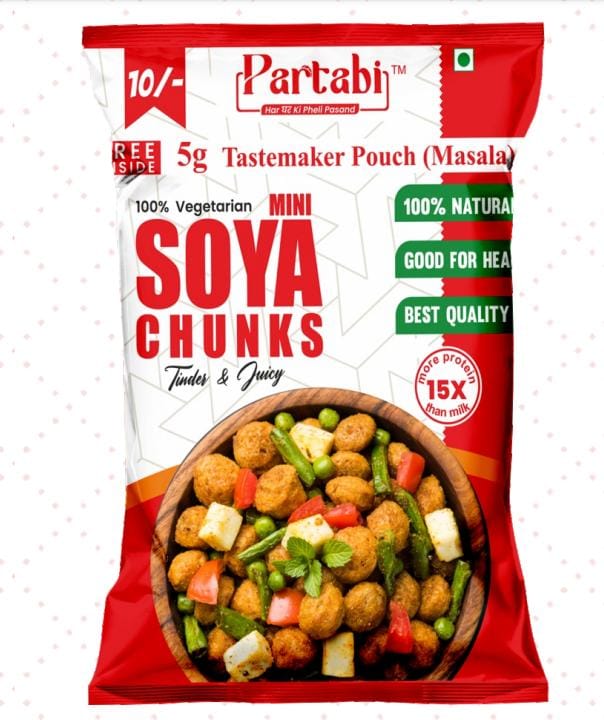 10/-
Partabi™
Har घर Ki Pheli Pasand
REE
SIDE
5g Tastemaker Pouch (Masala)
100% Vegetarian MINI
SOYA
CHUNKS
Tinder & Juicy
100% NATURA
GOOD FOR HEA
BEST QUALITY
more protein
15X
than milk